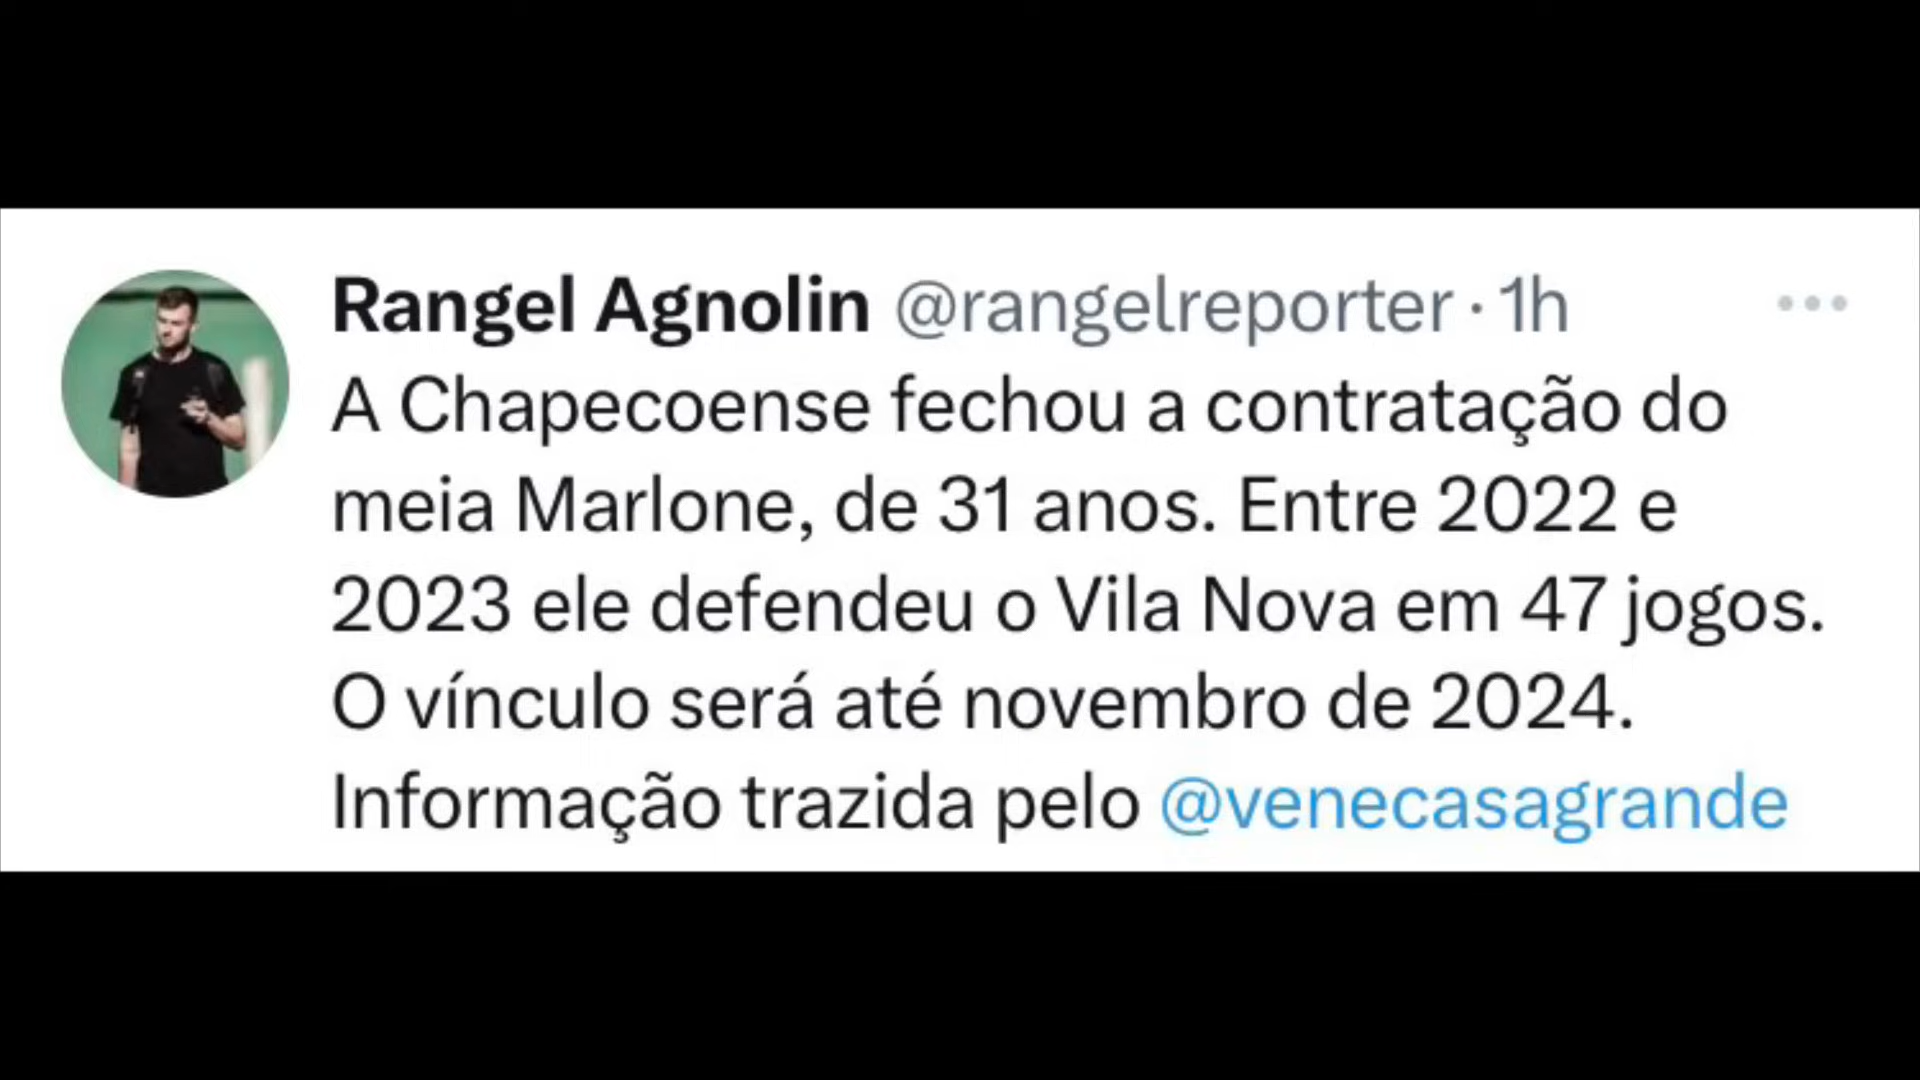 Rangel Agnolin @rangelreporter · 1h
A Chapecoense fechou a contratação do
meia Marlone, de 31 anos. Entre 2022 e
2023 ele defendeu o Vila Nova em 47 jogos.
O vínculo será até novembro de 2024.
Informação trazida pelo @venecasagrande